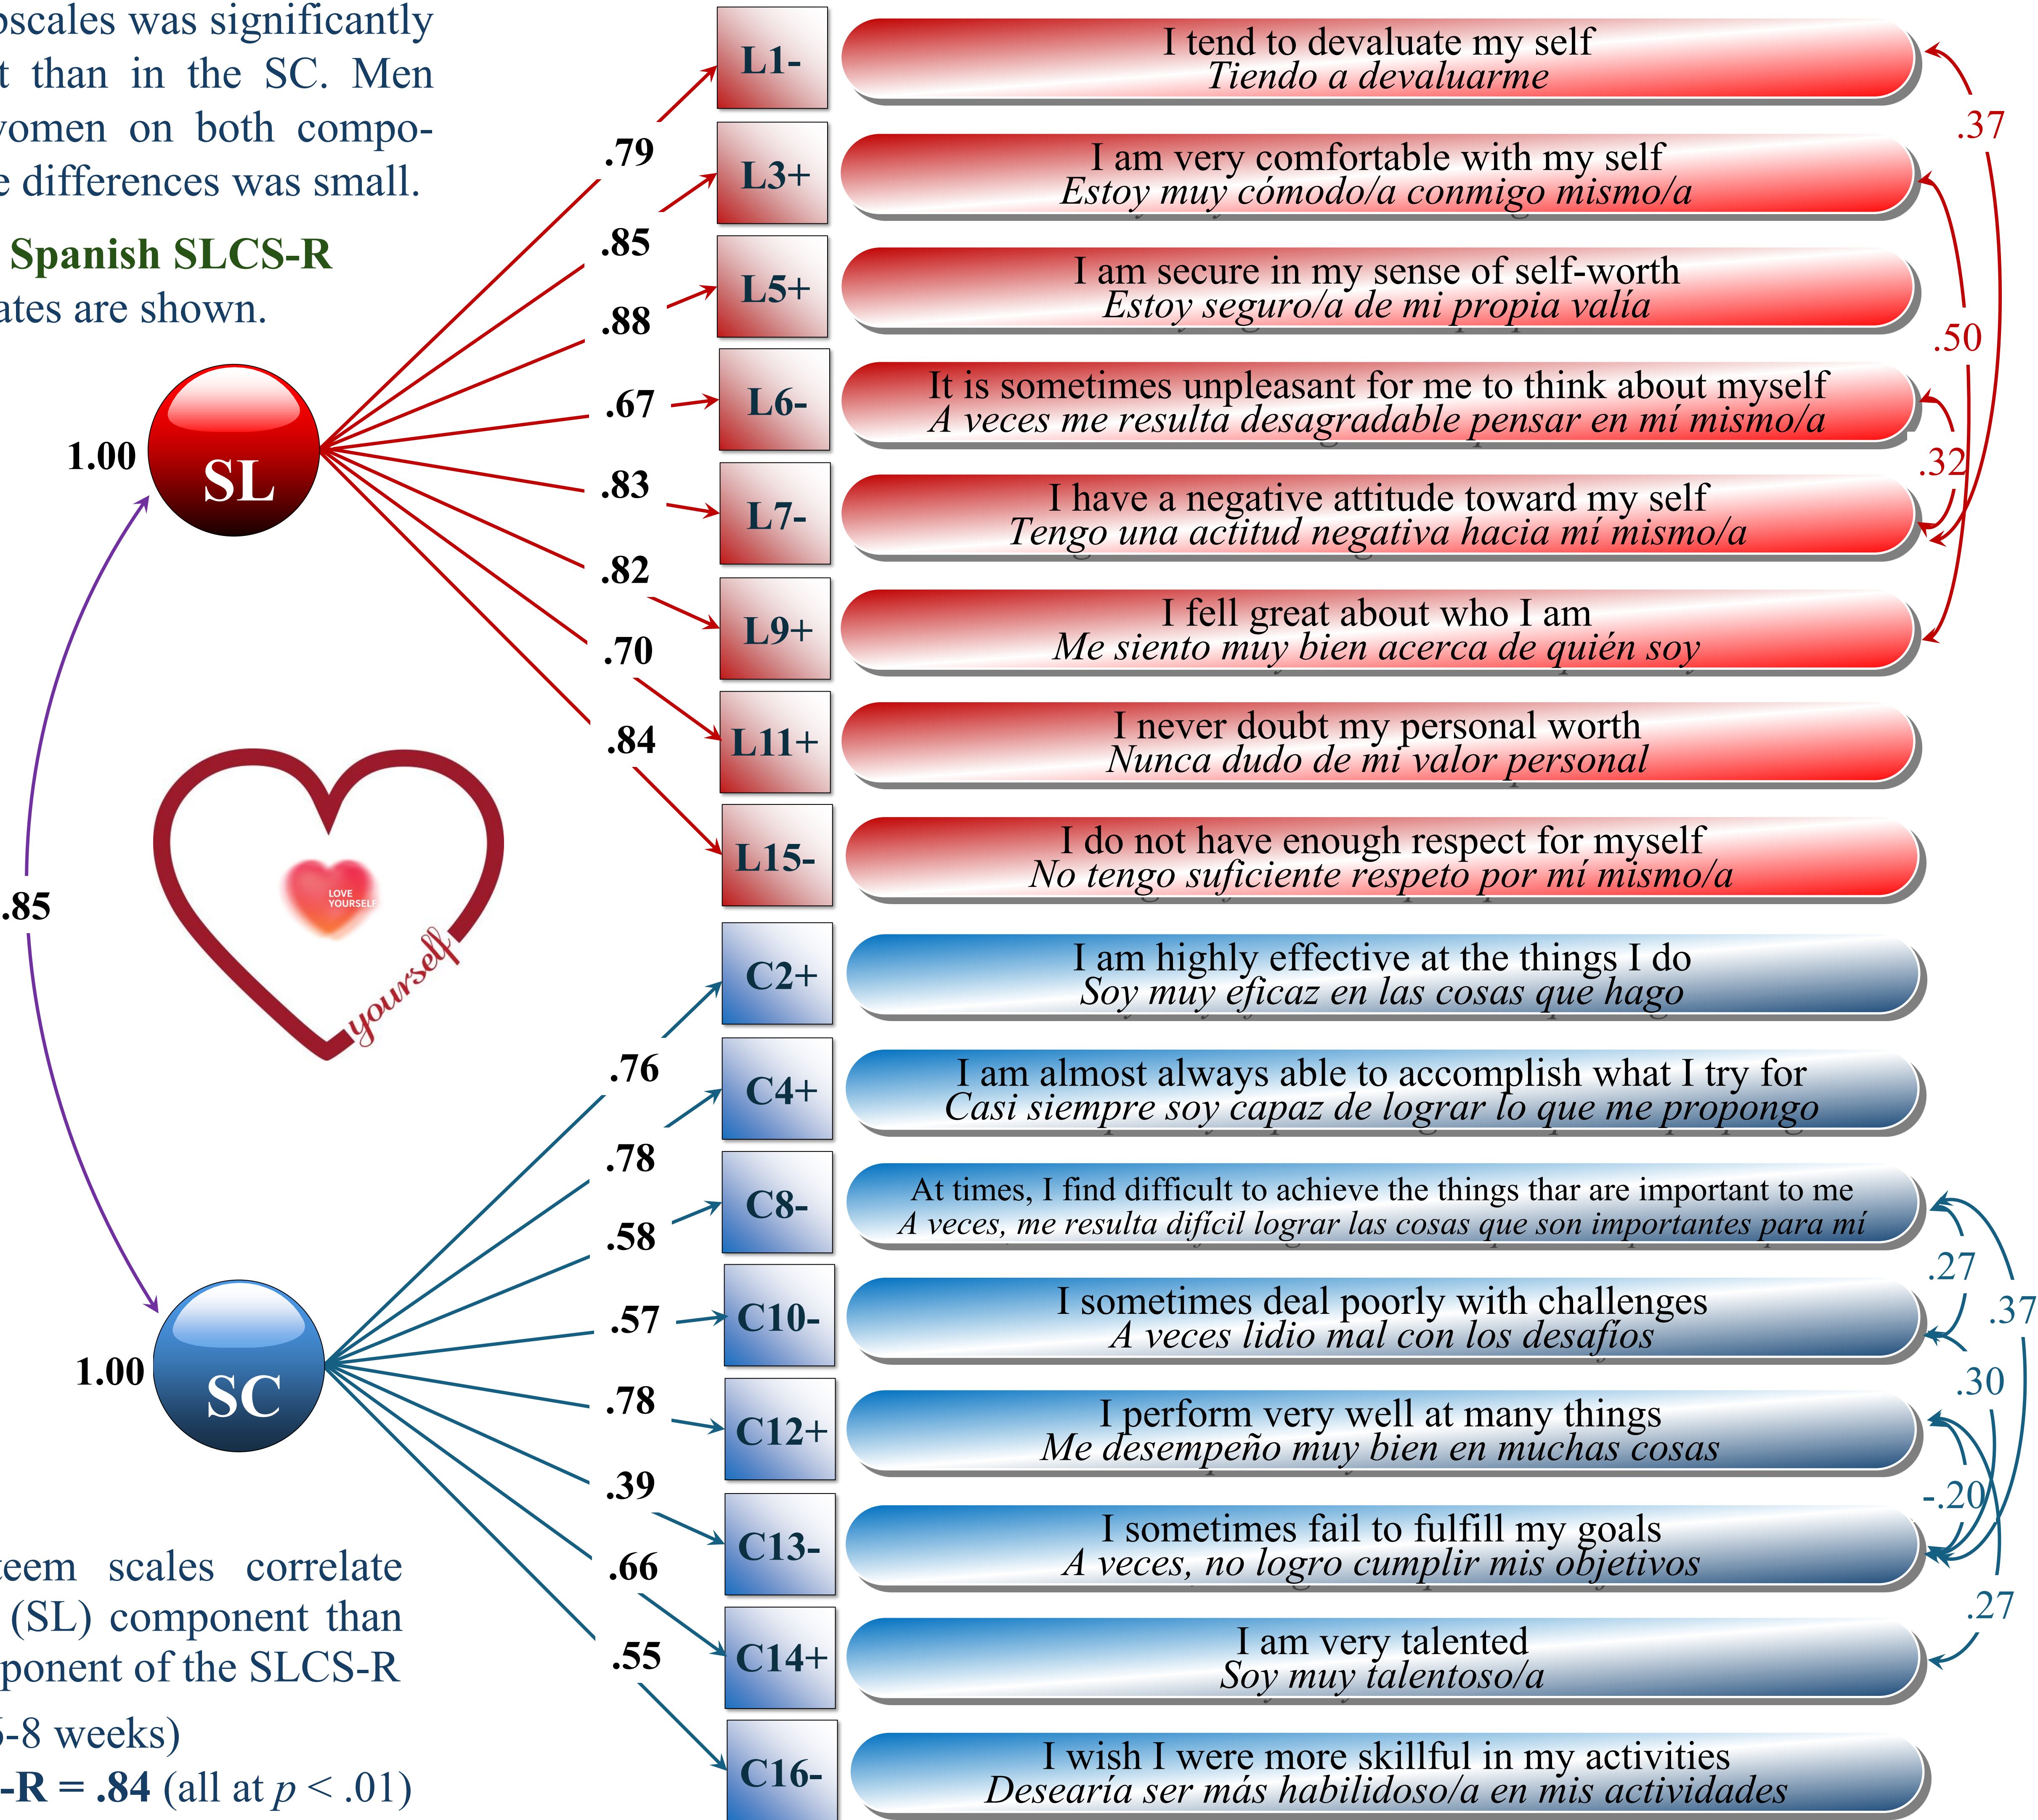 bscales was significantly
t than in the SC. Men
women on both compo-
e differences was small.
Spanish SLCS-R
ates are shown.
1.00
SL
.85
LOVE
YOURSELF
yourself
1.00
SC
teem scales correlate
(SL) component than
ponent of the SLCS-R
-8 weeks)
-R = .84 (all at p < .01)
.79
.85
.88
.67
.83
.82
.70
.84
.76
.78
.58
.57
.78
.39
.66
.55
L1-
I tend to devaluate my self
Tiendo a devaluarme
L3+
I am very comfortable with my self
Estoy muy cómodo/a conmigo mismo/a
L5+
I am secure in my sense of self-worth
Estoy seguro/a de mi propia valía
L6-
It is sometimes unpleasant for me to think about myself
A veces me resulta desagradable pensar en mí mismo/a
L7-
I have a negative attitude toward my self
Tengo una actitud negativa hacia mí mismo/a
L9+
I fell great about who I am
Me siento muy bien acerca de quién soy
L11+
I never doubt my personal worth
Nunca dudo de mi valor personal
L15-
I do not have enough respect for myself
No tengo suficiente respeto por mí mismo/a
C2+
I am highly effective at the things I do
Soy muy eficaz en las cosas que hago
C4+
I am almost always able to accomplish what I try for
Casi siempre soy capaz de lograr lo que me propongo
C8-
At times, I find difficult to achieve the things thar are important to me
A veces, me resulta difícil lograr las cosas que son importantes para mí
C10-
I sometimes deal poorly with challenges
A veces lidio mal con los desafíos
C12+
I perform very well at many things
Me desempeño muy bien en muchas cosas
C13-
I sometimes fail to fulfill my goals
A veces, no logro cumplir mis objetivos
C14+
I am very talented
Soy muy talentoso/a
C16-
I wish I were more skillful in my activities
Desearía ser más habilidoso/a en mis actividades
.37
.50
.32
.27
.37
.30
-.20
.27